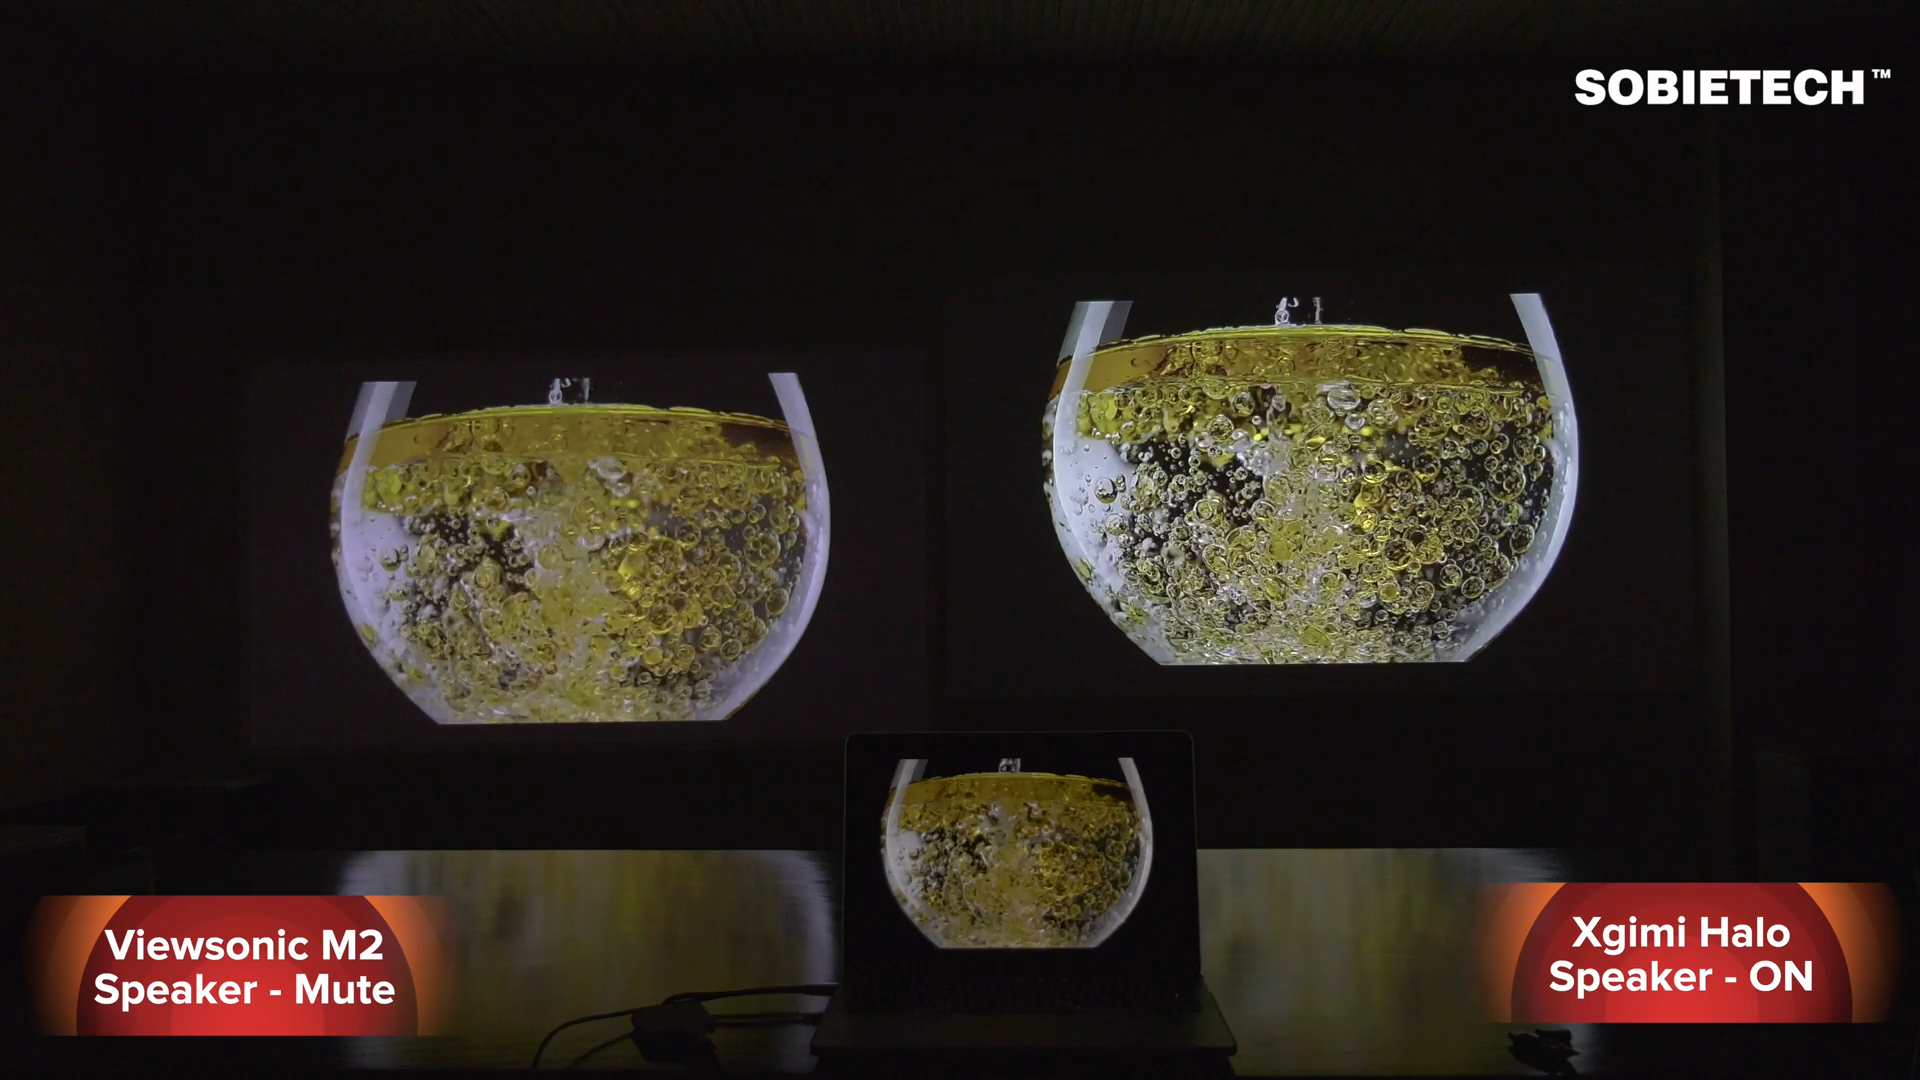 SOBIETECH™
Viewsonic M2
Speaker - Mute
Xgimi Halo
Speaker - ON